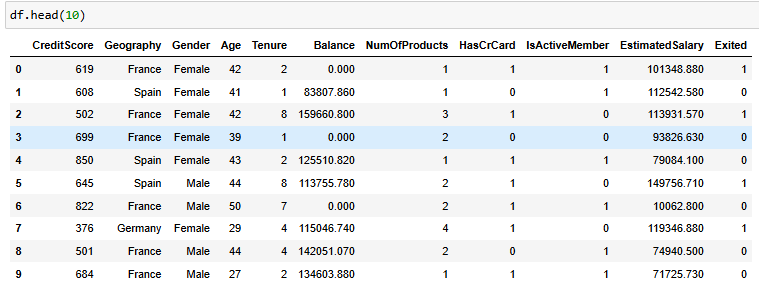 df.head(10)
CreditScore Geography Gender Age Tenure Balance NumOfProducts HasCrCard IsActiveMember EstimatedSalary Exited
0 619 France Female 42 2 0.000 1 1 1 101348.880 1
1 608 Spain Female 41 1 83807.860 1 0 1 112542.580 0
2 502 France Female 42 8 159660.800 3 1 0 113931.570 1
3 699 France Female 39 1 0.000 2 0 0 93826.630 0
4 850 Spain Female 43 2 125510.820 1 1 1 79084.100 0
5 645 Spain Male 44 8 113755.780 2 1 0 149756.710 1
6 822 France Male 50 7 0.000 2 1 1 10062.800 0
7 376 Germany Female 29 4 115046.740 4 1 0 119346.880 1
8 501 France Male 44 4 142051.070 2 0 1 74940.500 0
9 684 France Male 27 2 134603.880 1 1 1 71725.730 0